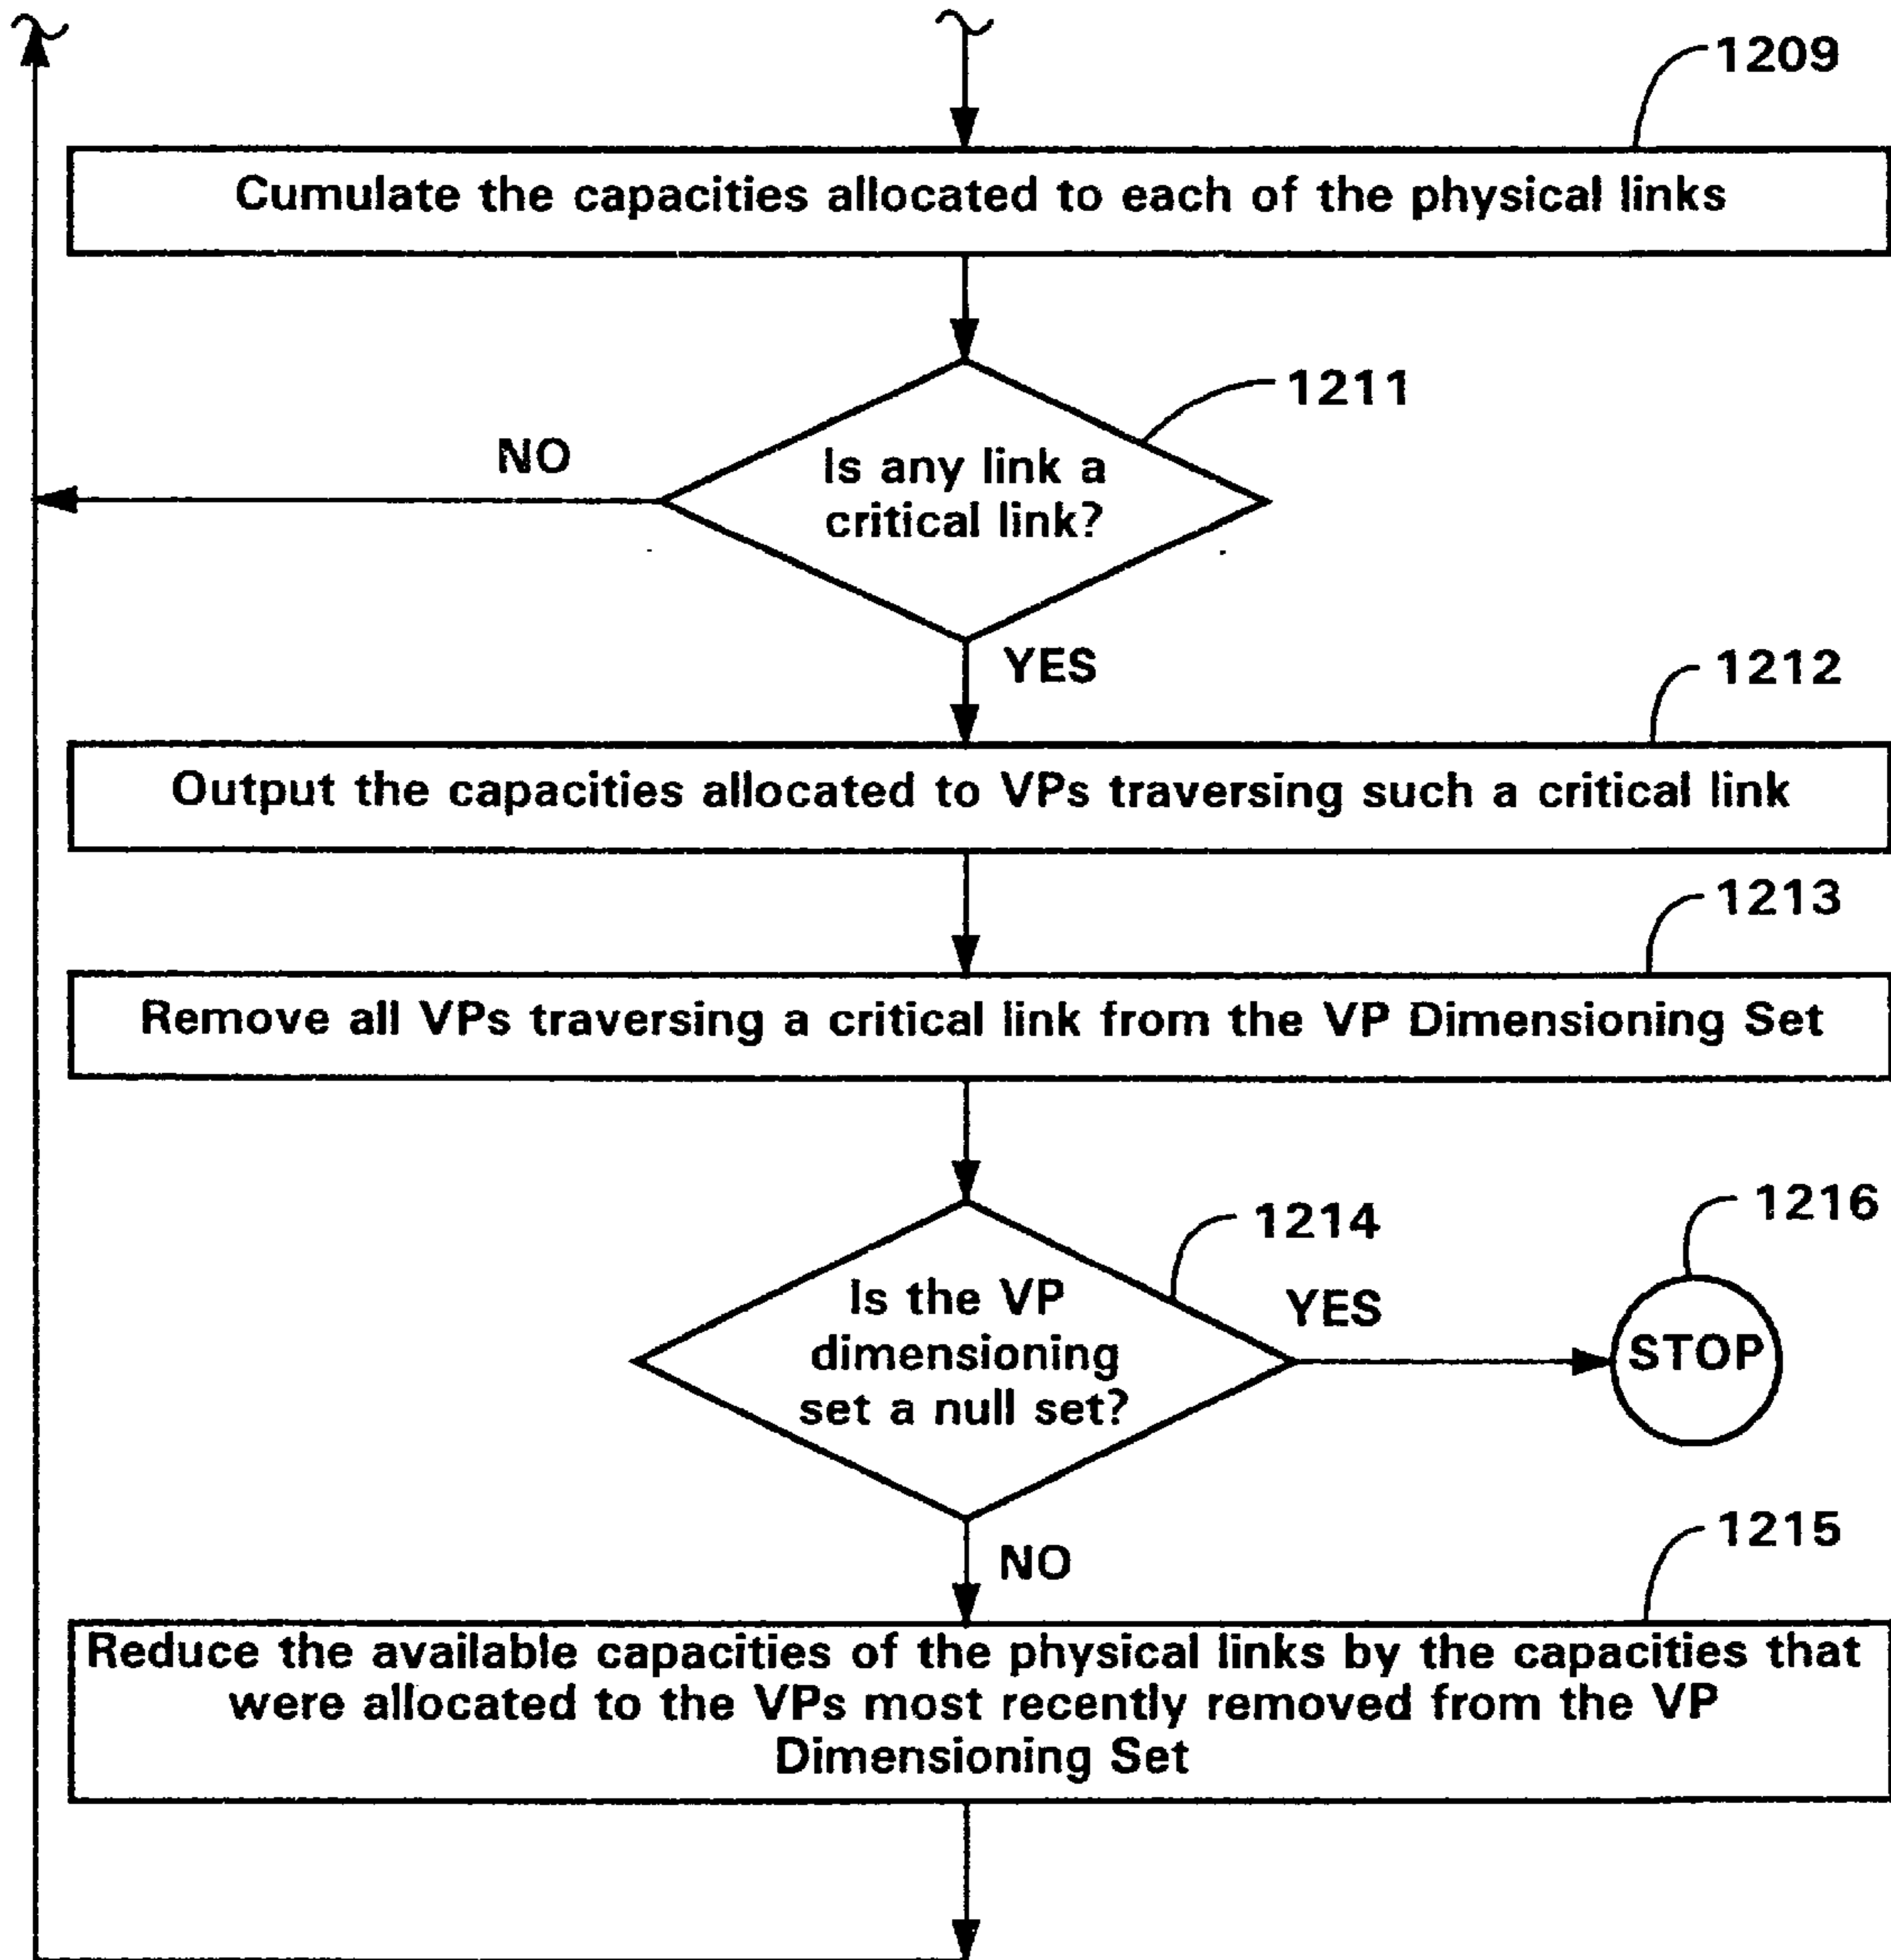 1209
Cumulate the capacities allocated to each of the physical links
1211
NO
Is any link a
critical link?
YES
1212
Output the capacities allocated to VPs traversing such a critical link
1213
Remove all VPs traversing a critical link from the VP Dimensioning Set
1214
1216
Is the VP
dimensioning
set a null set?
YES
STOP
NO
1215
Reduce the available capacities of the physical links by the capacities that
were allocated to the VPs most recently removed from the VP
Dimensioning Set